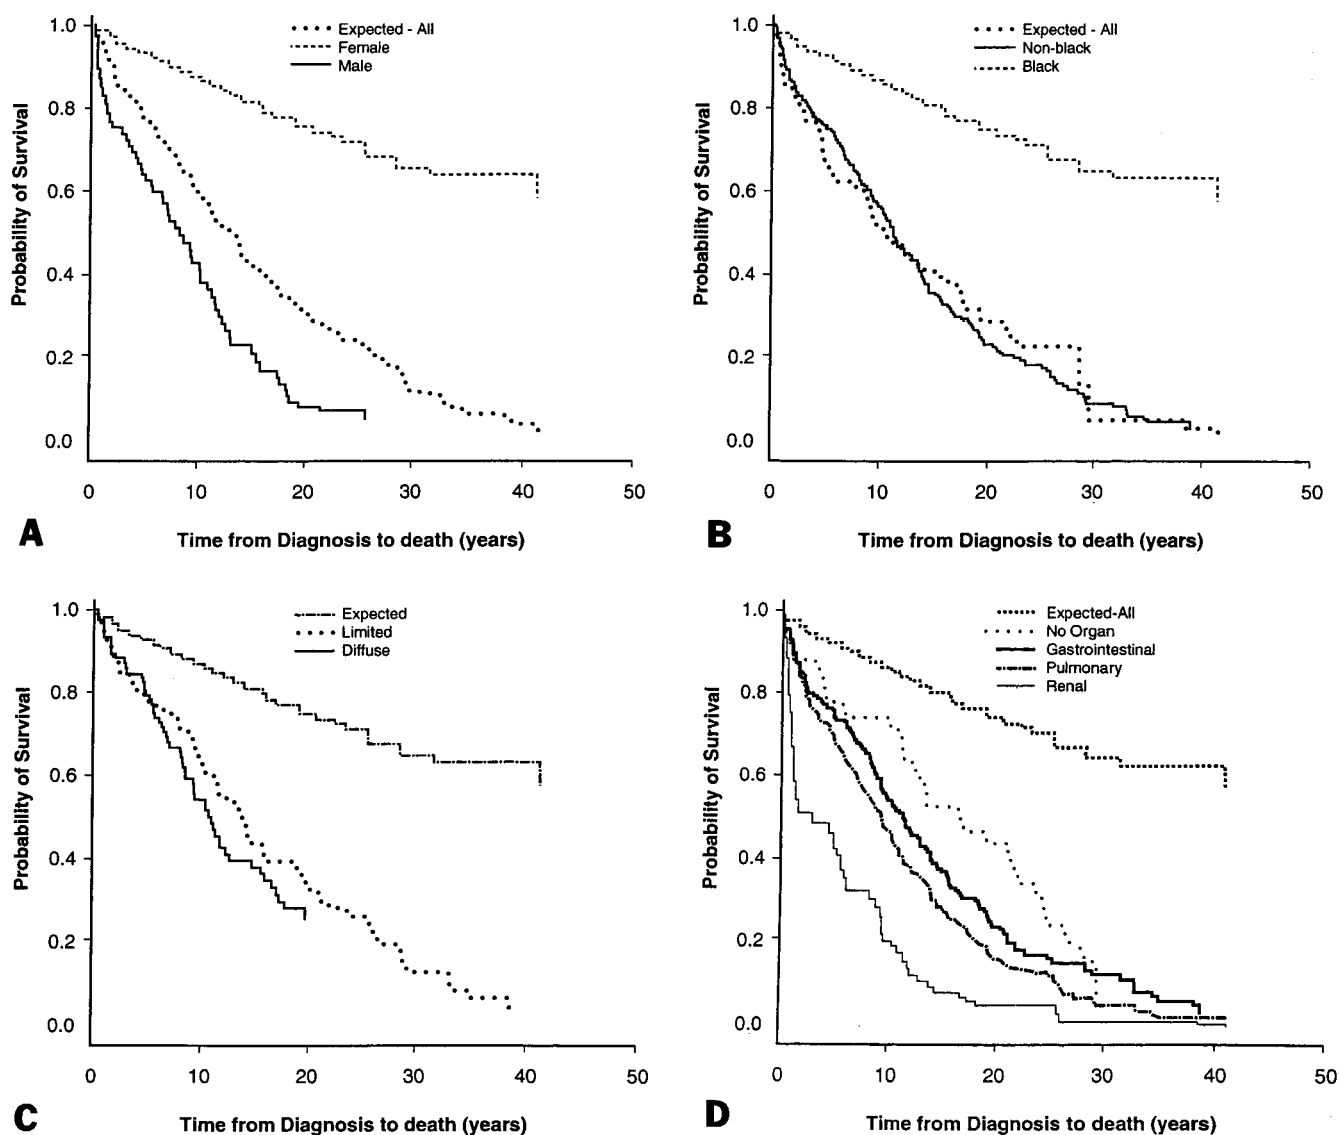 1.0
0.8
0.6
0.4
0.2
0.0
Probability of Survival
Expected - All
Female
Male
0 10 20 30 40 50
A
Time from Diagnosis to death (years)
1.0
0.8
0.6
0.4
0.2
0.0
Probability of Survival
Expected - All
Non-black
Black
0 10 20 30 40 50
B
Time from Diagnosis to death (years)
1.0
0.8
0.6
0.4
0.2
0.0
Probability of Survival
Expected
Limited
Diffuse
0 10 20 30 40 50
C
Time from Diagnosis to death (years)
1.0
0.8
0.6
0.4
0.2
0.0
Probability of Survival
Expected-All
No Organ
Gastrointestinal
Pulmonary
Renal
0 10 20 30 40 50
D
Time from Diagnosis to death (years)